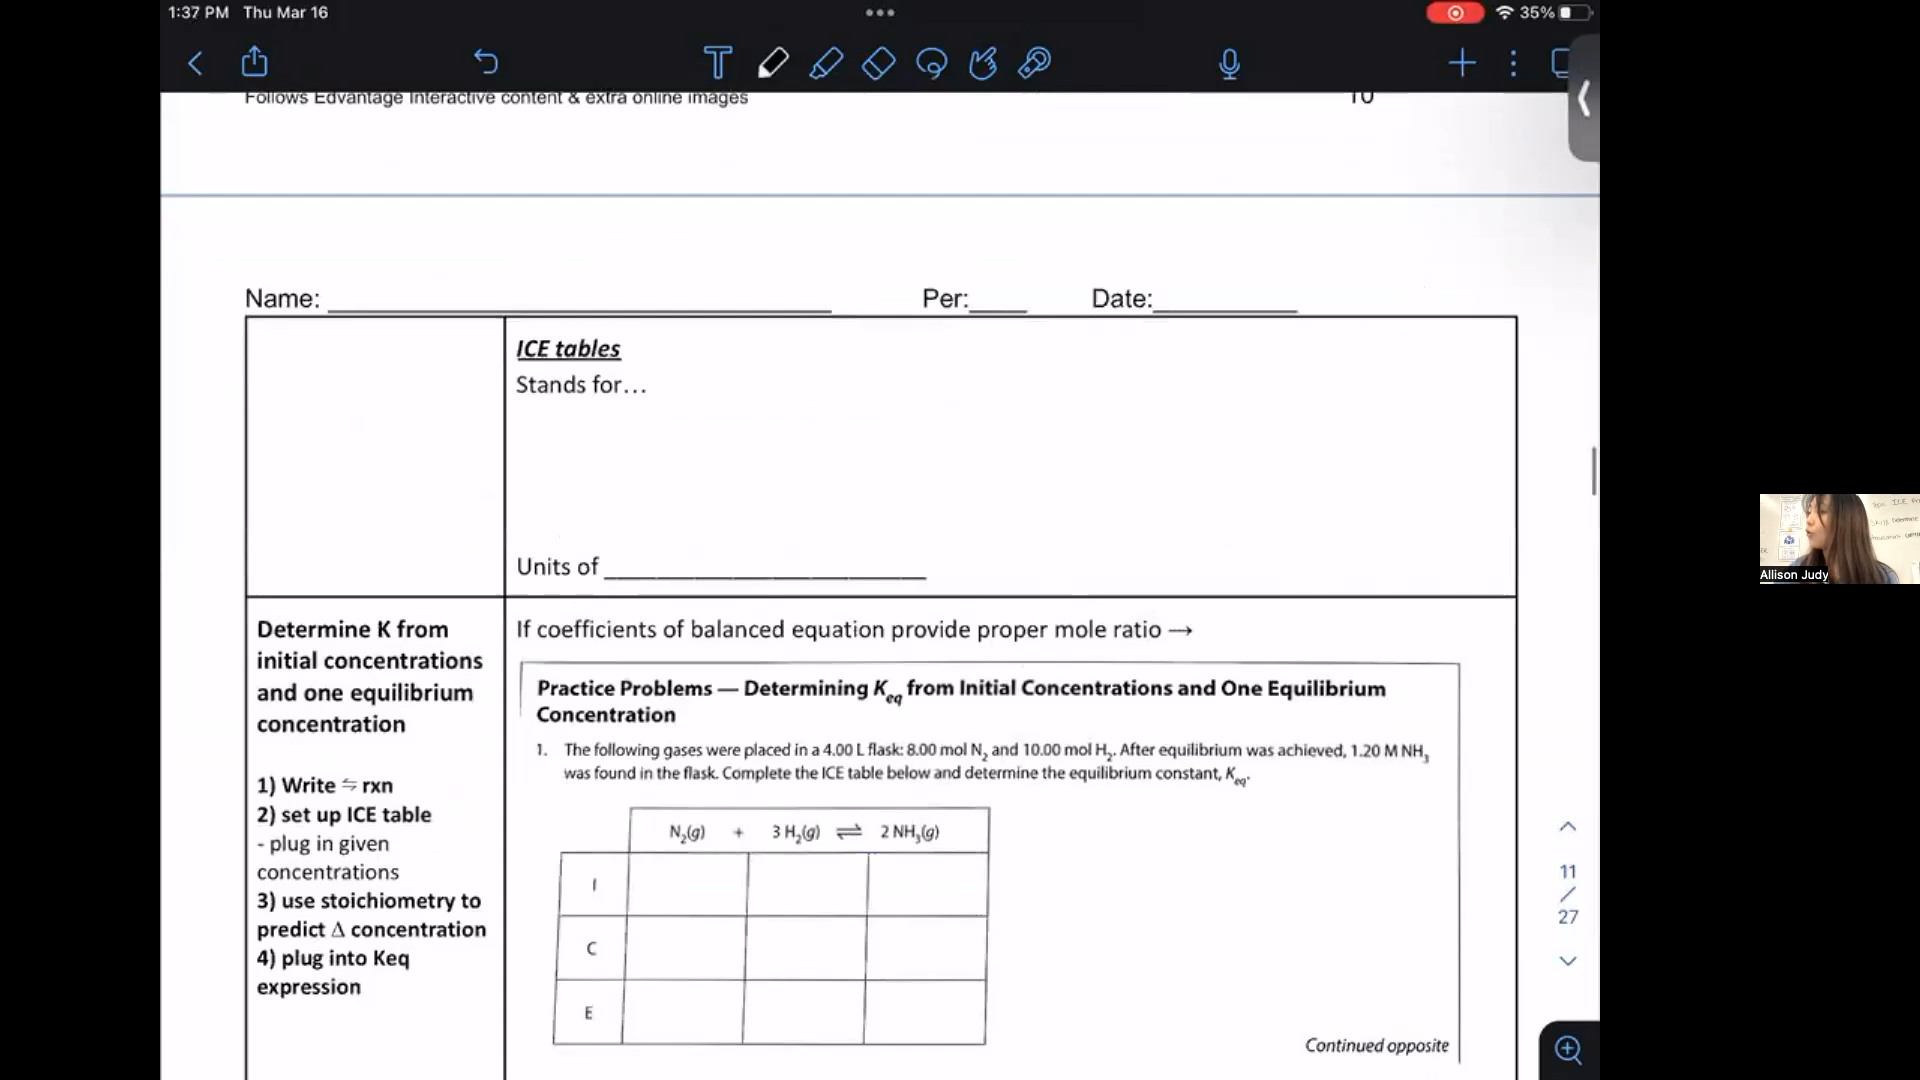 1:37 PM Thu Mar 16
35%
Follows Edvantage Interactive content & extra online images 10
Name: ____________________ Per:____ Date:__________
ICE tables
Stands for…
Units of ____________________
Determine K from
initial concentrations
and one equilibrium
concentration
1) Write ⇋ rxn
2) set up ICE table
- plug in given
concentrations
3) use stoichiometry to
predict Δ concentration
4) plug into Keq
expression
If coefficients of balanced equation provide proper mole ratio →
Practice Problems — Determining Keq from Initial Concentrations and One Equilibrium
Concentration
1. The following gases were placed in a 4.00 L flask: 8.00 mol N₂ and 10.00 mol H₂. After equilibrium was achieved, 1.20 M NH₃
was found in the flask. Complete the ICE table below and determine the equilibrium constant, Keq.
N₂(g) + 3 H₂(g) ⇌ 2 NH₃(g)
I
C
E
Continued opposite
11
/
27
Allison Judy